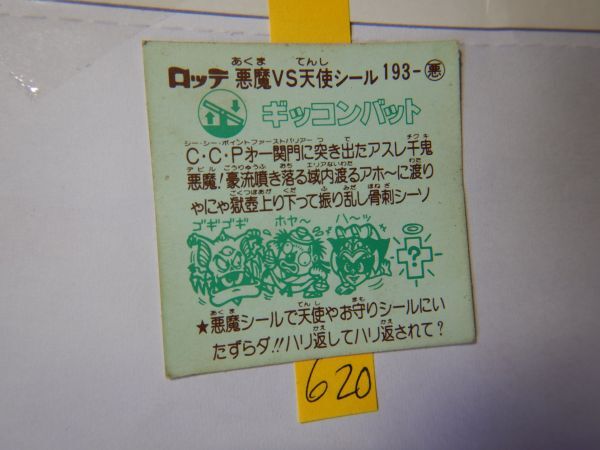 ロッテ 悪魔VS天使シール 193-悪
ギッコンバット
C・C・P才一関門に突き出たアスレ千鬼
悪魔!豪流噴き落る域内渡るアホ〜に渡り
やにゃ獄壺上り下って振り乱し骨刺シーソ
ゴギゴギ ホヤ〜 ハ〜ッ
?
★悪魔シールで天使やお守りシールにい
たずらダ!!ハリ返してハリ返されて?
620